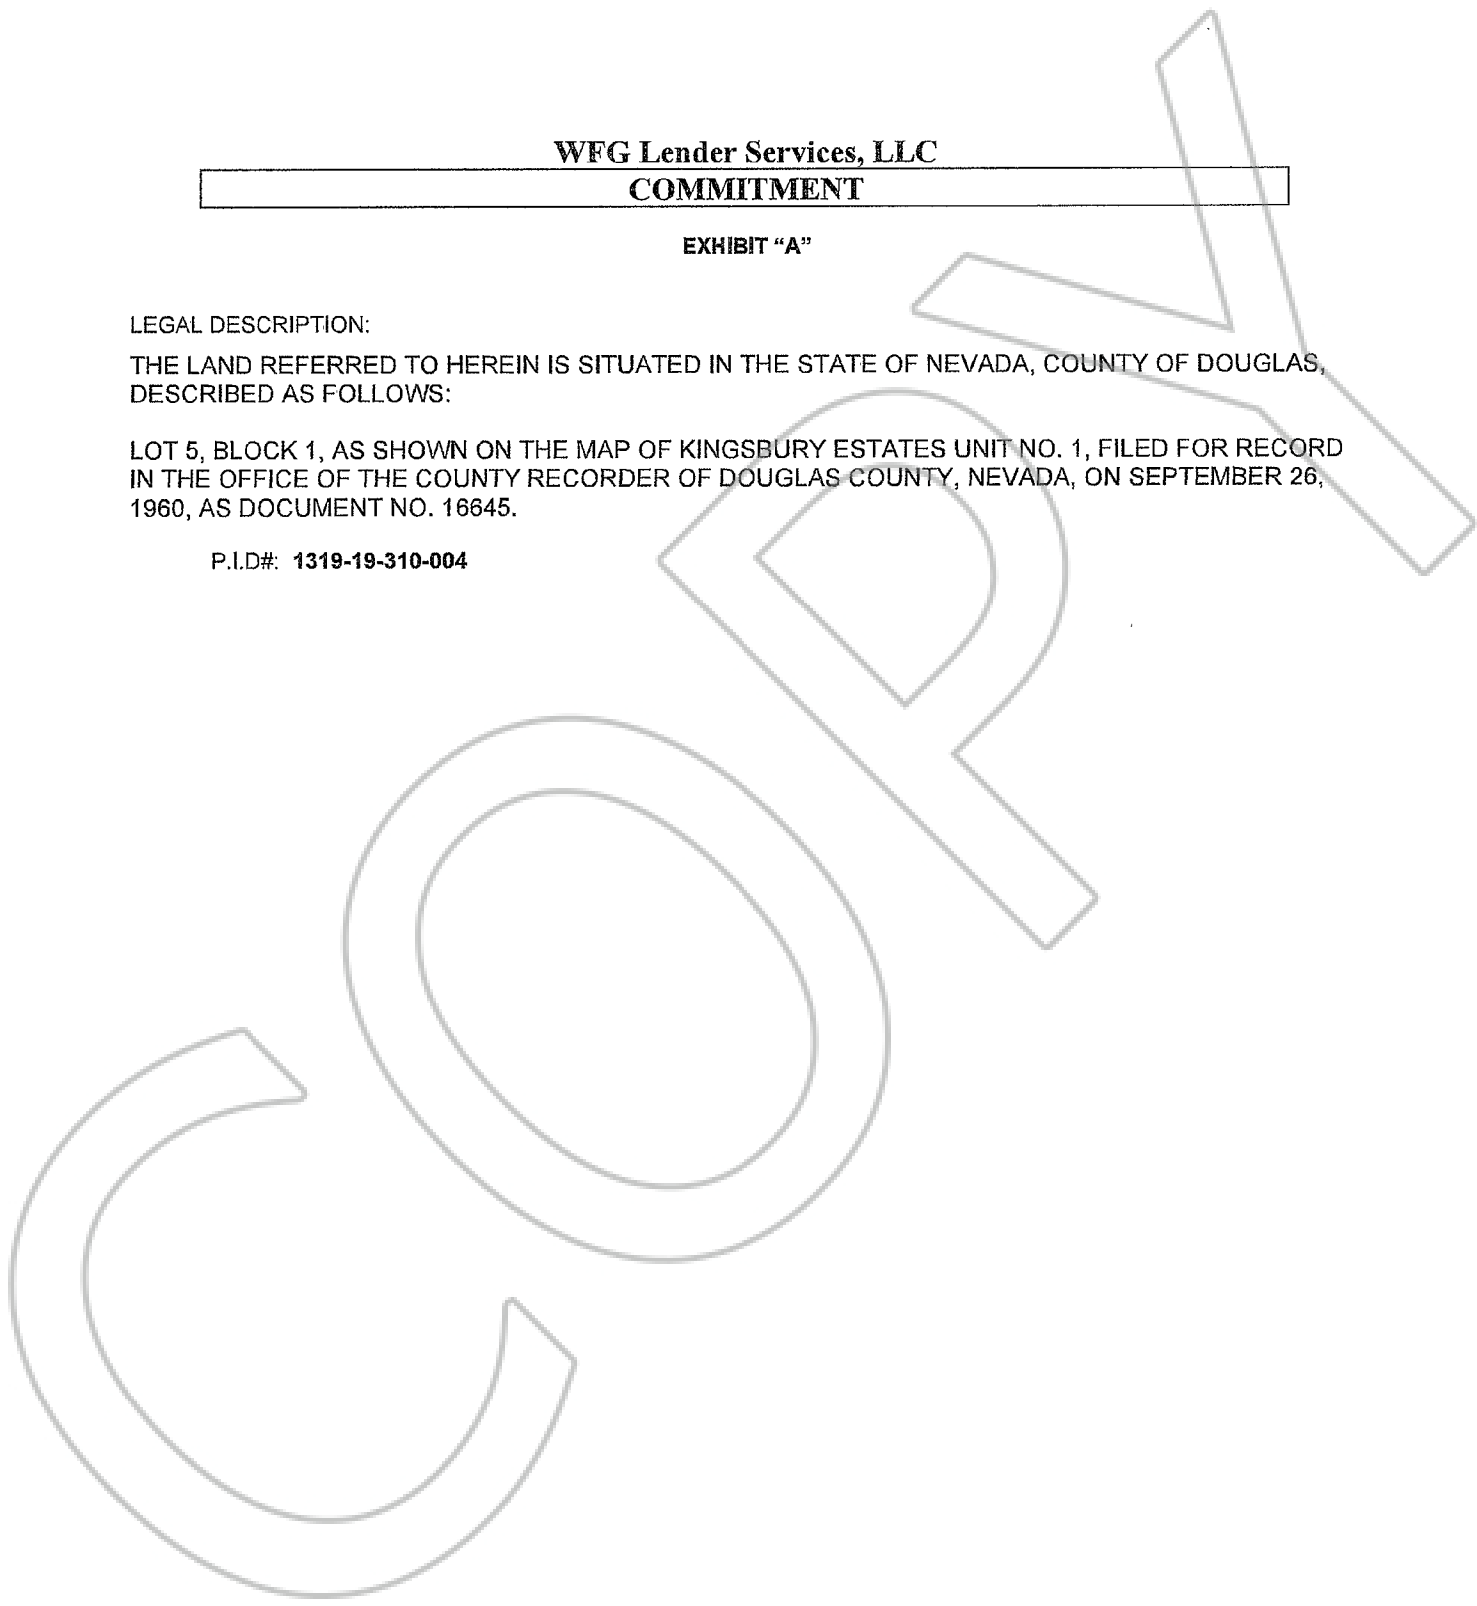 WFG Lender Services, LLC
COMMITMENT
EXHIBIT “A”
LEGAL DESCRIPTION:
THE LAND REFERRED TO HEREIN IS SITUATED IN THE STATE OF NEVADA, COUNTY OF DOUGLAS,
DESCRIBED AS FOLLOWS:
LOT 5, BLOCK 1, AS SHOWN ON THE MAP OF KINGSBURY ESTATES UNIT NO. 1, FILED FOR RECORD
IN THE OFFICE OF THE COUNTY RECORDER OF DOUGLAS COUNTY, NEVADA, ON SEPTEMBER 26,
1960, AS DOCUMENT NO. 16645.
P.I.D#: 1319-19-310-004
COPY